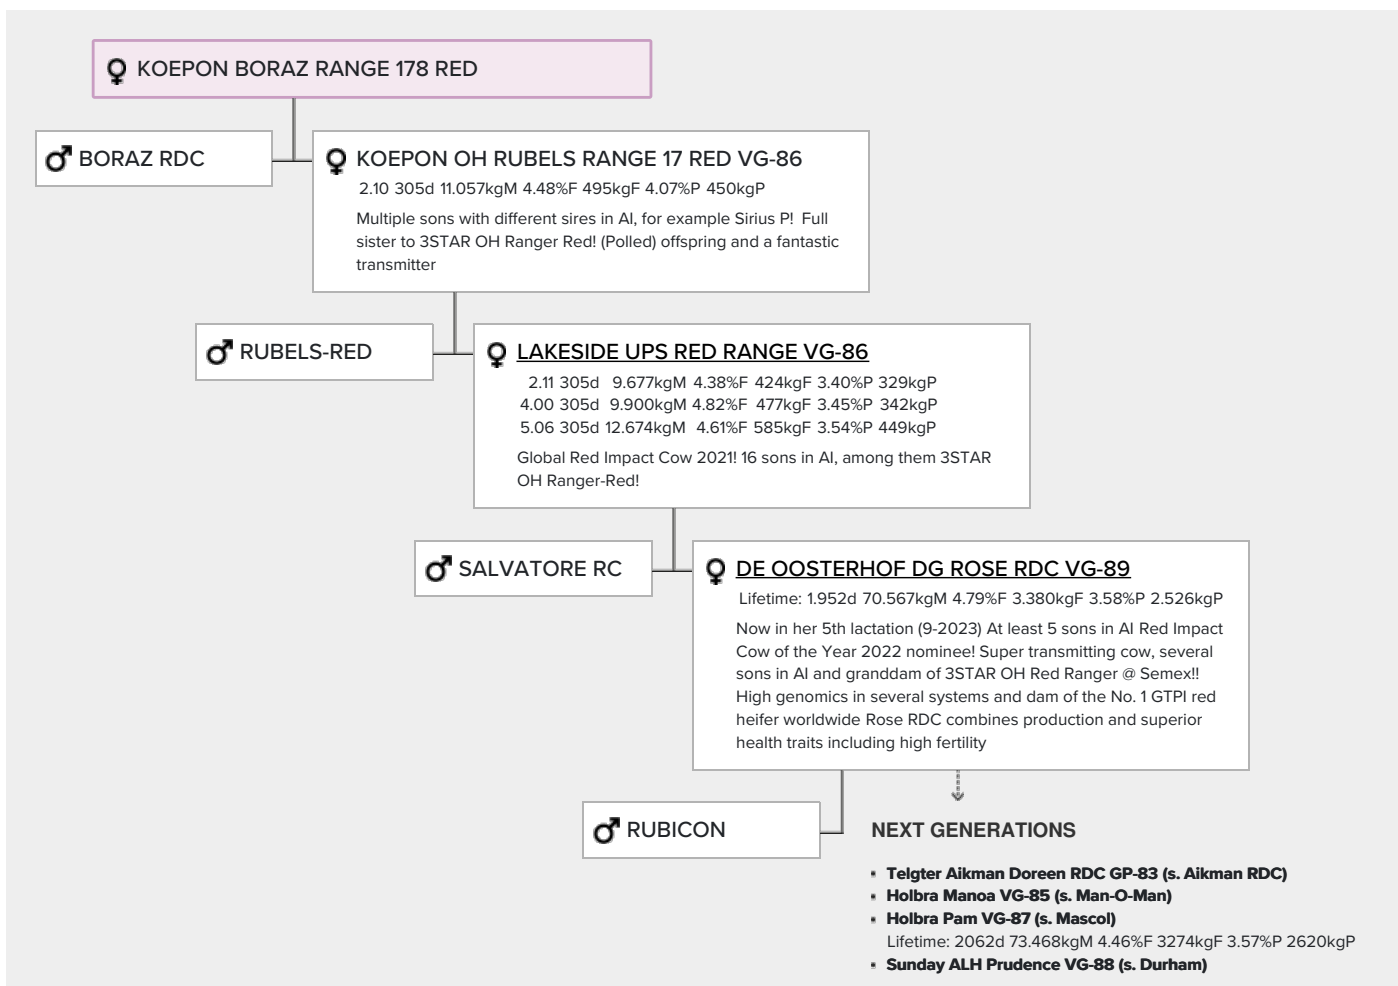 KOEPON BORAZ RANGE 178 RED
BORAZ RDC
KOEPON OH RUBELS RANGE 17 RED VG-86
2.10 305d 11.057kgM 4.48%F 495kgF 4.07%P 450kgP
Multiple sons with different sires in AI, for example Sirius P! Full
sister to 3STAR OH Ranger Red! (Polled) offspring and a fantastic
transmitter
RUBELS-RED
LAKESIDE UPS RED RANGE VG-86
2.11 305d 9.677kgM 4.38%F 424kgF 3.40%P 329kgP
4.00 305d 9.900kgM 4.82%F 477kgF 3.45%P 342kgP
5.06 305d 12.674kgM 4.61%F 585kgF 3.54%P 449kgP
Global Red Impact Cow 2021! 16 sons in AI, among them 3STAR
OH Ranger-Red!
SALVATORE RC
DE OOSTERHOF DG ROSE RDC VG-89
Lifetime: 1.952d 70.567kgM 4.79%F 3.380kgF 3.58%P 2.526kgP
Now in her 5th lactation (9-2023) At least 5 sons in AI Red Impact
Cow of the Year 2022 nominee! Super transmitting cow, several
sons in AI and granddam of 3STAR OH Red Ranger @ Semex!!
High genomics in several systems and dam of the No. 1 GTPI red
heifer worldwide Rose RDC combines production and superior
health traits including high fertility
RUBICON
NEXT GENERATIONS
Telgter Aikman Doreen RDC GP-83 (s. Aikman RDC)
Holbra Manoa VG-85 (s. Man-O-Man)
Holbra Pam VG-87 (s. Mascol)
Lifetime: 2062d 73.468kgM 4.46%F 3274kgF 3.57%P 2620kgP
Sunday ALH Prudence VG-88 (s. Durham)